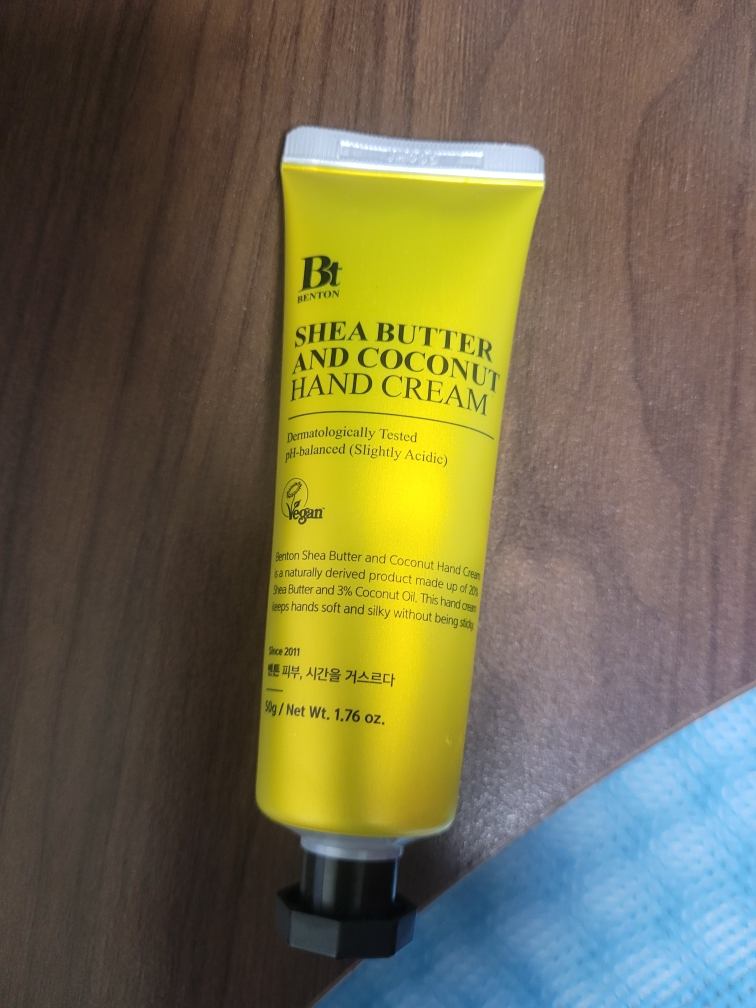 Bt
BENTON
SHEA BUTTER
AND COCONUT
HAND CREAM
Dermatologically Tested
pH-balanced (Slightly Acidic)
Vegan
Benton Shea Butter and Coconut Hand Cream
is a naturally derived product made up of 20%
Shea Butter and 3% Coconut Oil. This hand cream
keeps hands soft and silky without being sticky.
Since 2011
벤튼 피부, 시간을 거스르다
50g / Net Wt. 1.76 oz.